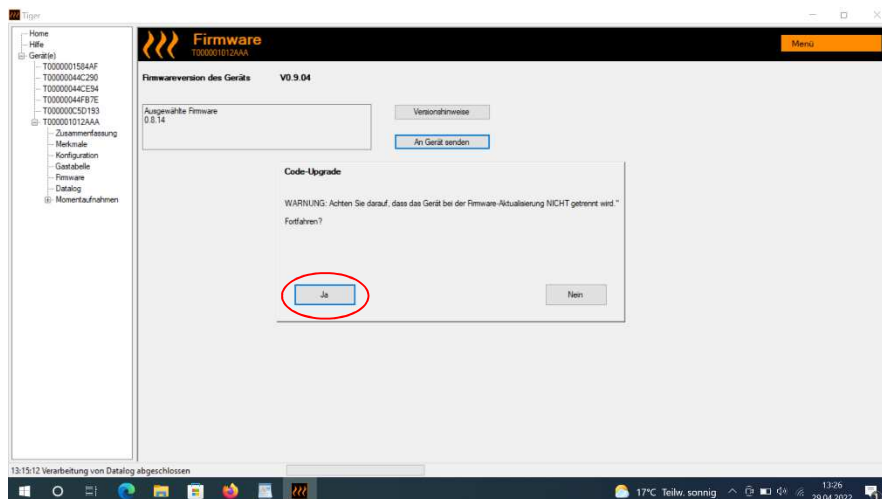 Tiger
Home
Hilfe
Gerät(e)
T0000001584AF
T00000044C290
T00000044CE94
T00000044FB7E
T000000C5D193
T000001012AAA
Zusammenfassung
Merkmale
Konfiguration
Gastabelle
Firmware
Datalog
Momentaufnahmen
Firmware
T000001012AAA
Menü
Firmwareversion des Geräts V0.9.04
Ausgewählte Firmware
0.8.14
Versionshinweise
An Gerät senden
Code-Upgrade
WARNUNG: Achten Sie darauf, dass das Gerät bei der Firmware-Aktualisierung NICHT getrennt wird."
Fortfahren?
Ja
Nein
13:15:12 Verarbeitung von Datalog abgeschlossen
17°C Teilw. sonnig
13:26
29.04.2022
1